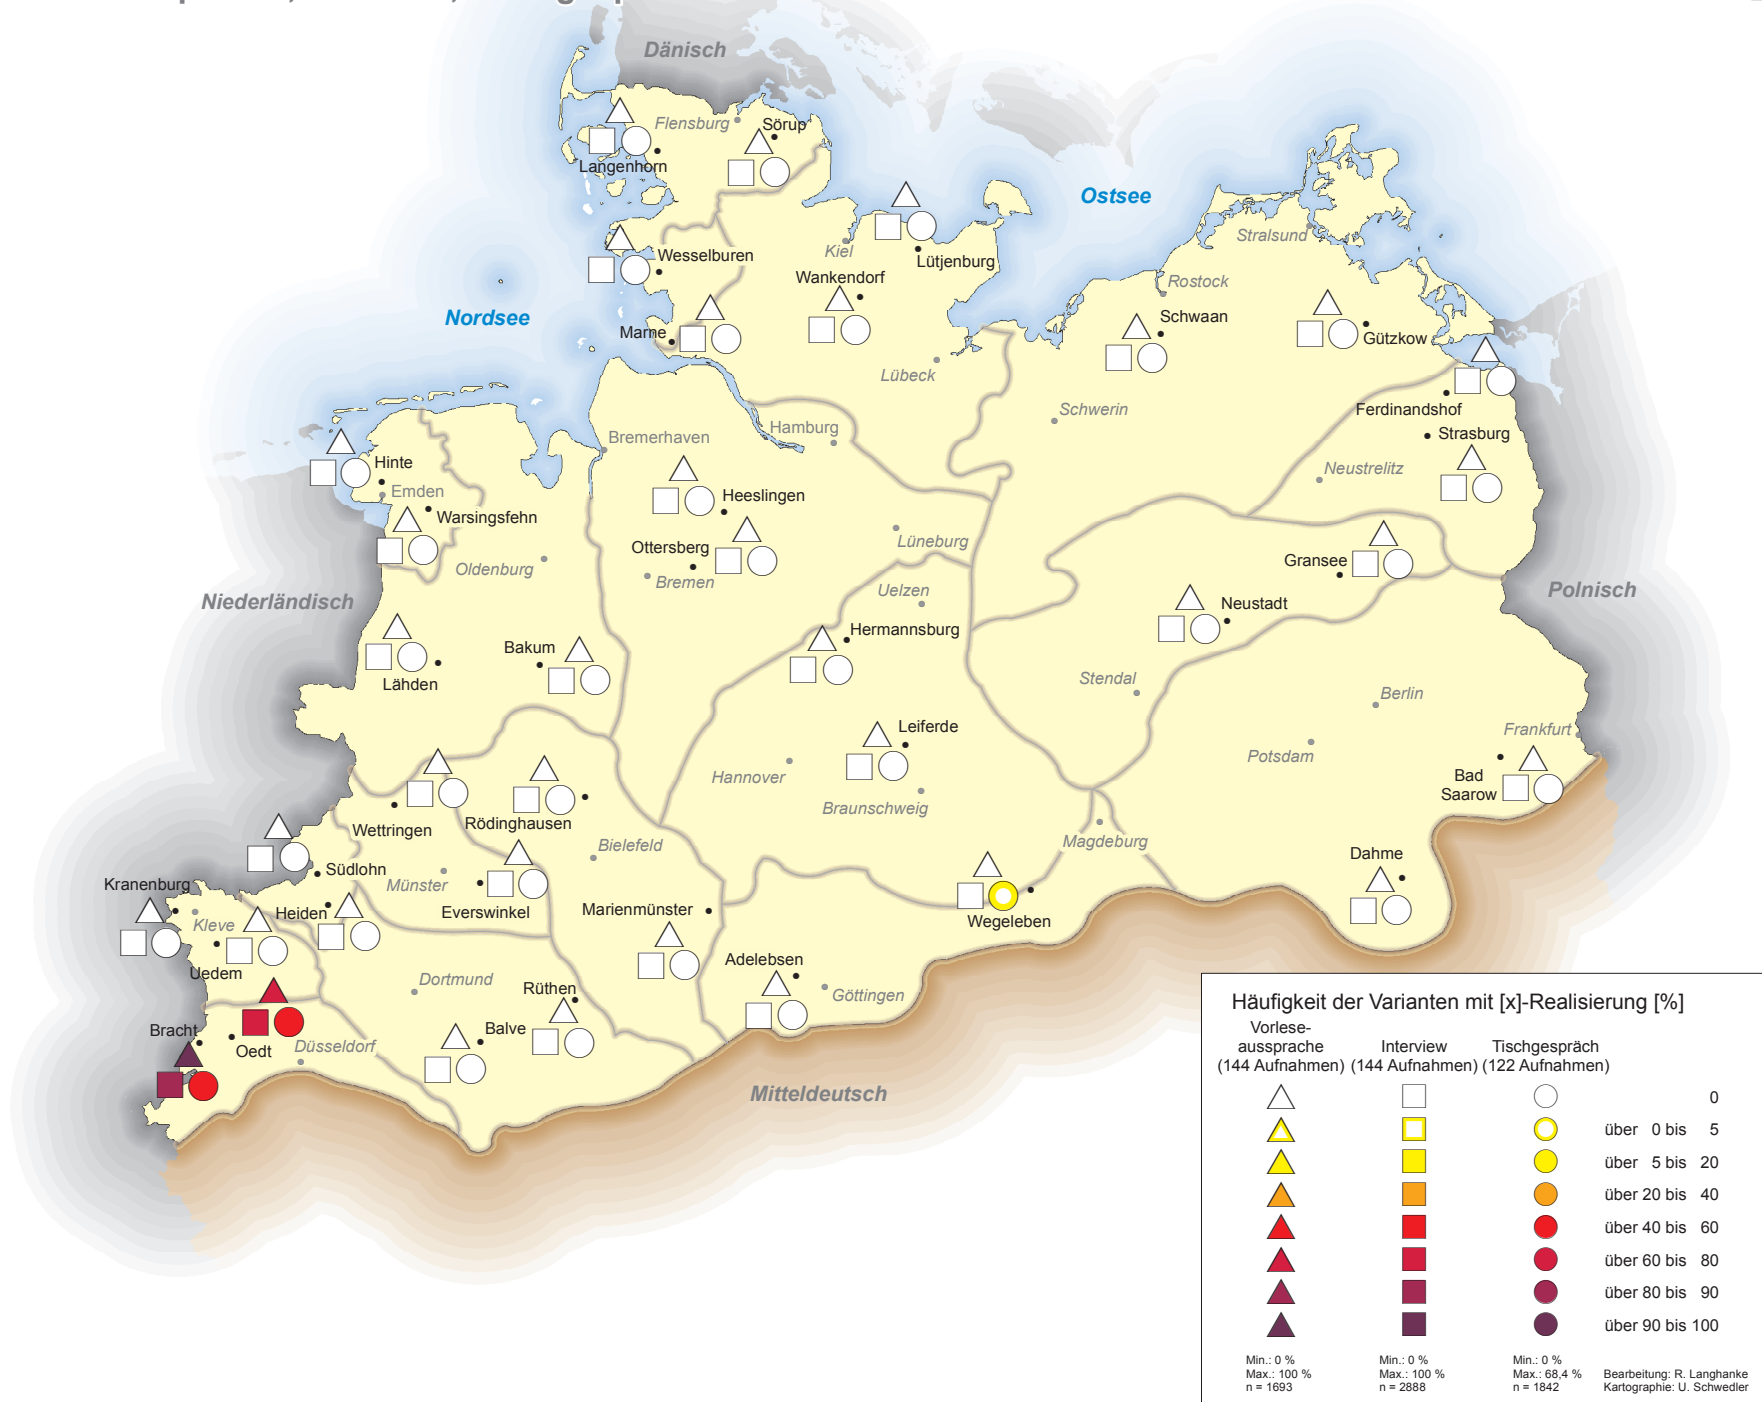 Dänisch
Flensburg
Sörup
Langenhorn
Ostsee
Stralsund
Kiel
Wesselburen
Lütjenburg
Wankendorf
Rostock
Nordsee
Schwaan
Marne
Gützkow
Lübeck
Schwerin
Ferdinandshof
Hamburg
Bremerhaven
Strasburg
Hinte
Neustrelitz
Emden
Heeslingen
Warsingsfehn
Lüneburg
Ottersberg
Gransee
Oldenburg
Bremen
Uelzen
Polnisch
Niederländisch
Neustadt
Hermannsburg
Bakum
Lähden
Stendal
Berlin
Leiferde
Frankfurt
Potsdam
Hannover
Bad
Saarow
Braunschweig
Rödinghausen
Wettringen
Magdeburg
Bielefeld
Dahme
Südlohn
Münster
Kranenburg
Heiden
Everswinkel
Marienmünster
Wegeleben
Kleve
Adelebsen
Uedem
Dortmund
Rüthen
Göttingen
Bracht
Balve
Oedt
Düsseldorf
Mitteldeutsch
Häufigkeit der Varianten mit [x]-Realisierung [%]
Vorlese-
aussprache Interview Tischgespräch
(144 Aufnahmen) (144 Aufnahmen) (122 Aufnahmen)
0
über 0 bis 5
über 5 bis 20
über 20 bis 40
über 40 bis 60
über 60 bis 80
über 80 bis 90
über 90 bis 100
Min.: 0 % Min.: 0 % Min.: 0 %
Max.: 100 % Max.: 100 % Max.: 68,4 % Bearbeitung: R. Langhanke
n = 1693 n = 2888 n = 1842 Kartographie: U. Schwedler